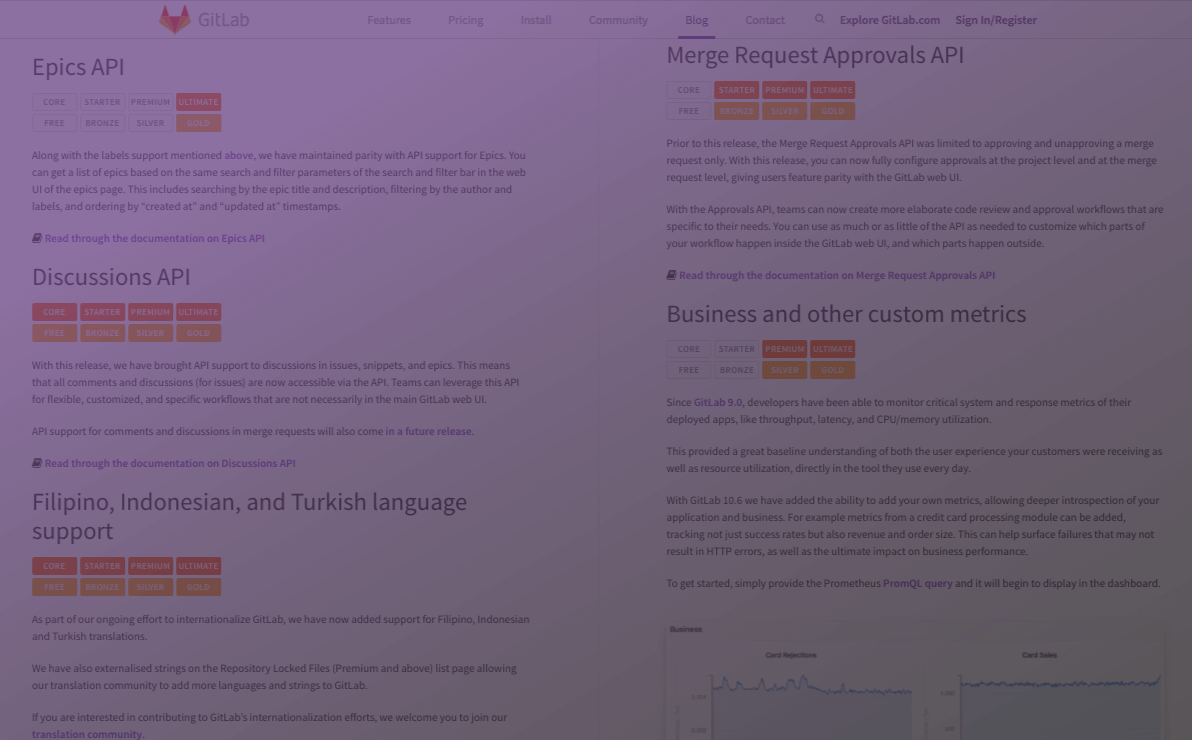 GitLab
Features Pricing Install Community Blog Contact Explore GitLab.com Sign In/Register
Epics API
CORE STARTER PREMIUM ULTIMATE
FREE BRONZE SILVER GOLD
Along with the labels support mentioned above, we have maintained parity with API support for Epics. You
can get a list of epics based on the same search and filter parameters of the search and filter bar in the web
UI of the epics page. This includes searching by the epic title and description, filtering by the author and
labels, and ordering by “created at” and “updated at” timestamps.
Read through the documentation on Epics API
Discussions API
CORE STARTER PREMIUM ULTIMATE
FREE BRONZE SILVER GOLD
With this release, we have brought API support to discussions in issues, snippets, and epics. This means
that all comments and discussions (for issues) are now accessible via the API. Teams can leverage this API
for flexible, customized, and specific workflows that are not necessarily in the main GitLab web UI.
API support for comments and discussions in merge requests will also come in a future release.
Read through the documentation on Discussions API
Filipino, Indonesian, and Turkish language
support
CORE STARTER PREMIUM ULTIMATE
FREE BRONZE SILVER GOLD
As part of our ongoing effort to internationalize GitLab, we have now added support for Filipino, Indonesian
and Turkish translations.
We have also externalised strings on the Repository Locked Files (Premium and above) list page allowing
our translation community to add more languages and strings to GitLab.
If you are interested in contributing to GitLab’s internationalization efforts, we welcome you to join our
translation community.
Merge Request Approvals API
CORE STARTER PREMIUM ULTIMATE
FREE BRONZE SILVER GOLD
Prior to this release, the Merge Request Approvals API was limited to approving and unapproving a merge
request only. With this release, you can now fully configure approvals at the project level and at the merge
request level, giving users feature parity with the GitLab web UI.
With the Approvals API, teams can now create more elaborate code review and approval workflows that are
specific to their needs. You can use as much or as little of the API as needed to customize which parts of
your workflow happen inside the GitLab web UI, and which parts happen outside.
Read through the documentation on Merge Request Approvals API
Business and other custom metrics
CORE STARTER PREMIUM ULTIMATE
FREE BRONZE SILVER GOLD
Since GitLab 9.0, developers have been able to monitor critical system and response metrics of their
deployed apps, like throughput, latency, and CPU/memory utilization.
This provided a great baseline understanding of both the user experience your customers were receiving as
well as resource utilization, directly in the tool they use every day.
With GitLab 10.6 we have added the ability to add your own metrics, allowing deeper introspection of your
application and business. For example metrics from a credit card processing module can be added,
tracking not just success rates but also revenue and order size. This can help surface failures that may not
result in HTTP errors, as well as the ultimate impact on business performance.
To get started, simply provide the Prometheus PromQL query and it will begin to display in the dashboard.
Business
Card Rejections Card Sales